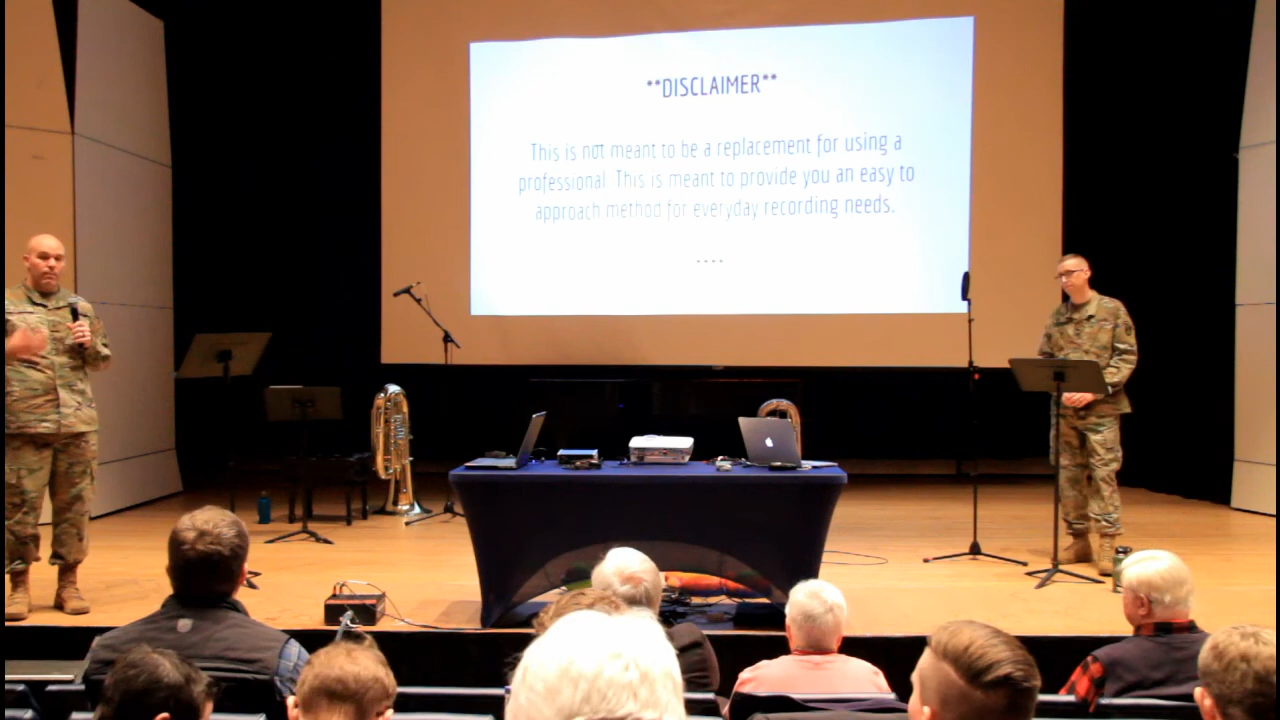 **DISCLAIMER**
This is not meant to be a replacement for using a
professional. This is meant to provide you an easy to
approach method for everyday recording needs.
....